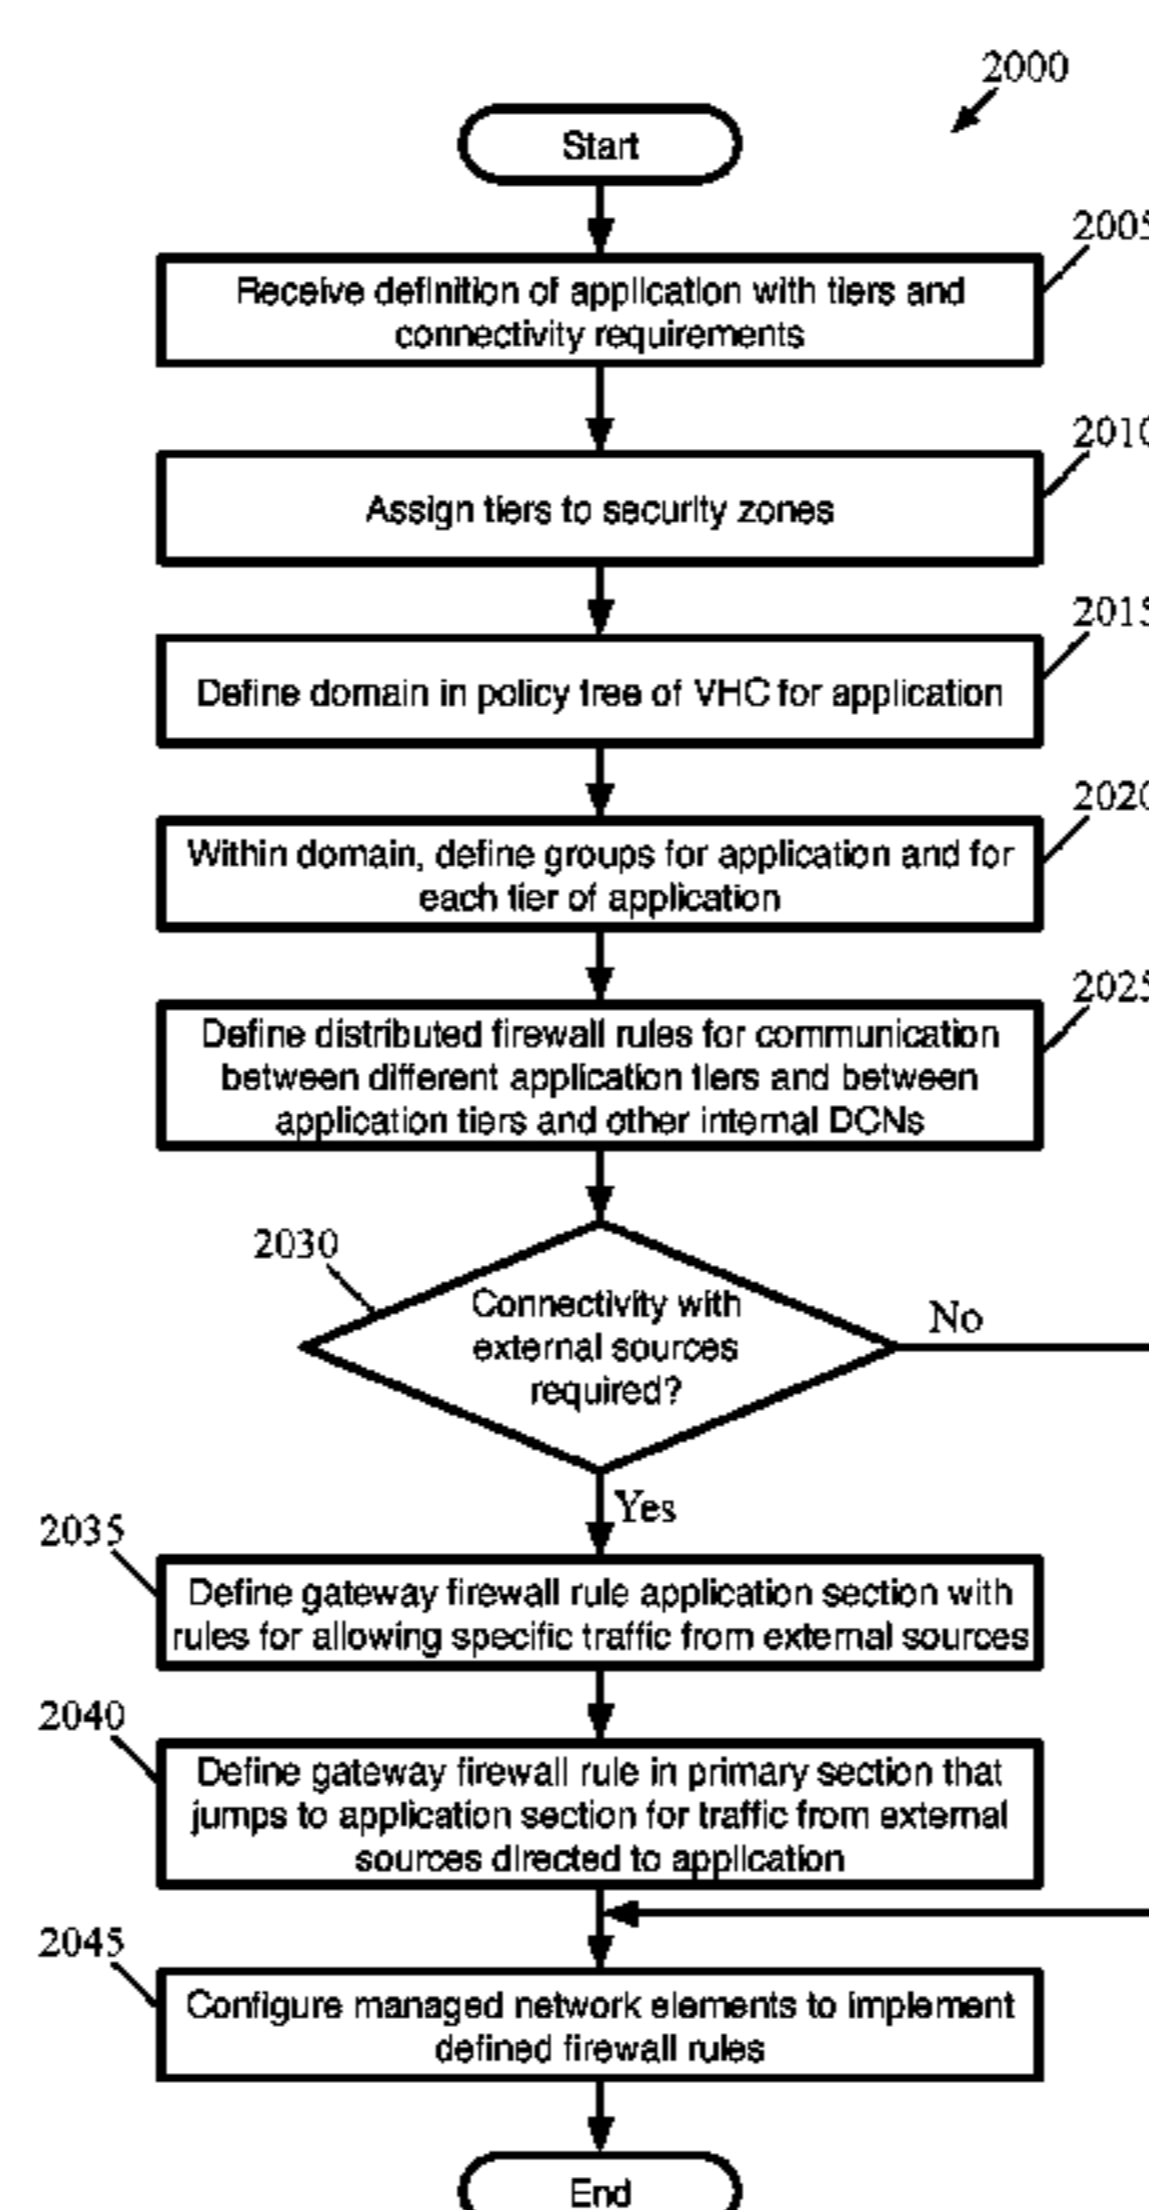 2000
Start
2005
Receive definition of application with tiers and
connectivity requirements
2010
Assign tiers to security zones
2015
Define domain in policy tree of VHC for application
2020
Within domain, define groups for application and for
each tier of application
2025
Define distributed firewall rules for communication
between different application tiers and between
application tiers and other internal DCNs
2030
Connectivity with
external sources
required?
No
Yes
2035
Define gateway firewall rule application section with
rules for allowing specific traffic from external sources
2040
Define gateway firewall rule in primary section that
jumps to application section for traffic from external
sources directed to application
2045
Configure managed network elements to implement
defined firewall rules
End